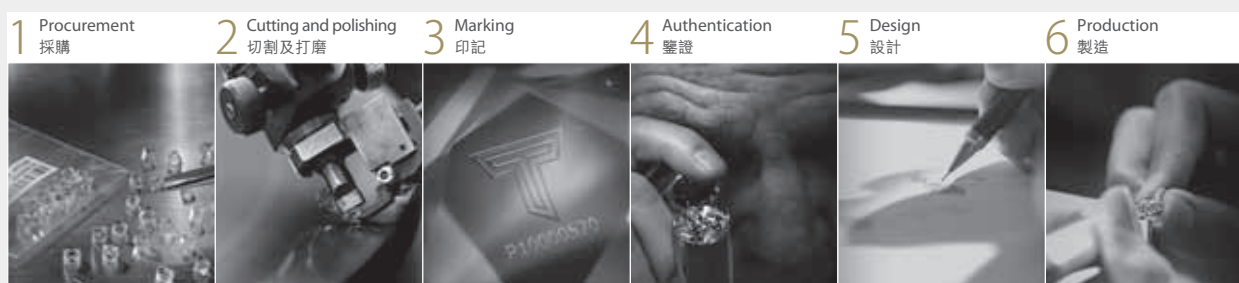 1 Procurement
採購
2 Cutting and polishing
切割及打磨
3 Marking
印記
4 Authentication
鑒證
5 Design
設計
6 Production
製造
T
P10000570